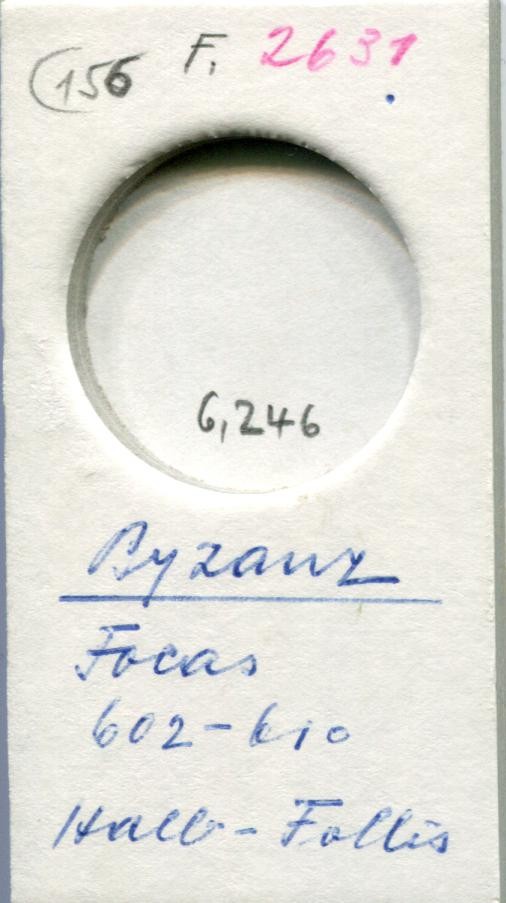 (156 F. 2631
6,246
Byzanz
Focas
602-610
Halb-Follis